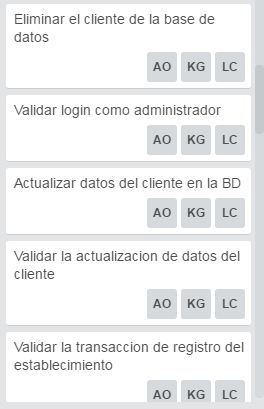 Eliminar el cliente de la base de
datos
AO KG LC
Validar login como administrador
AO KG LC
Actualizar datos del cliente en la BD
AO KG LC
Validar la actualizacion de datos del
cliente
AO KG LC
Validar la transaccion de registro del
establecimiento
AO KG LC